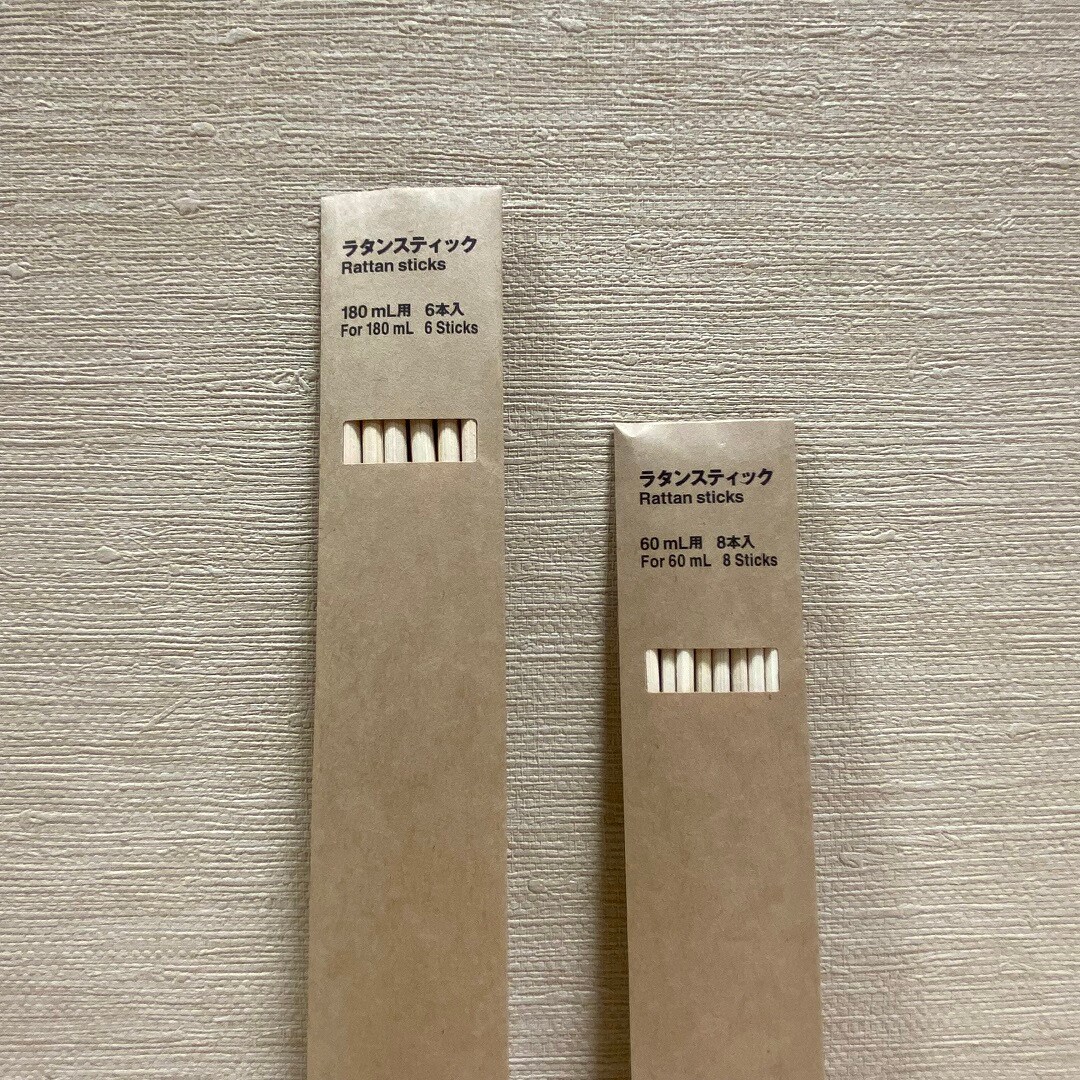 ラタンスティック
Rattan sticks
180 mL用 6本入
For 180 mL 6 Sticks
ラタンスティック
Rattan sticks
60 mL用 8本入
For 60 mL 8 Sticks